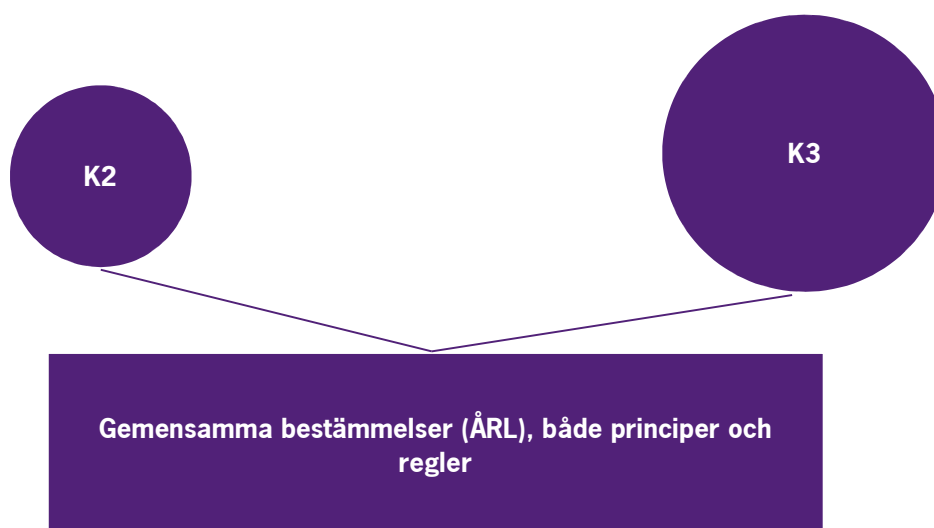 K2
K3
Gemensamma bestämmelser (ÅRL), både principer och
regler